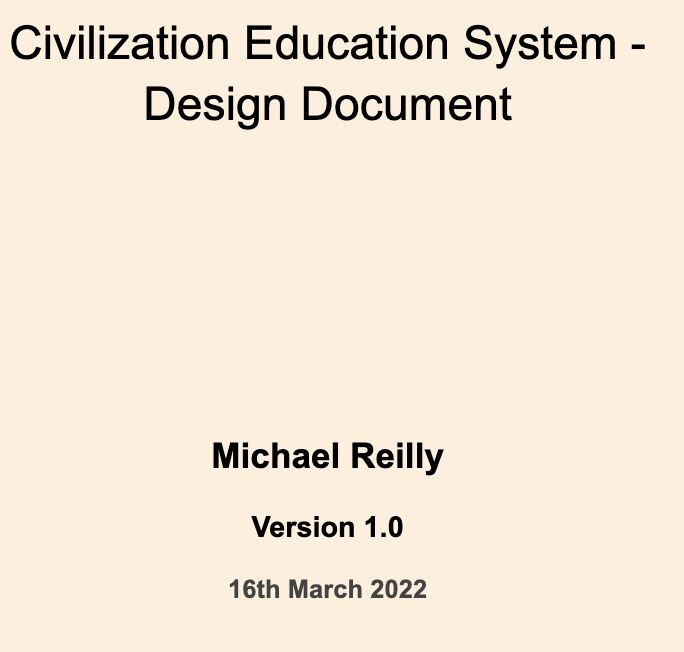 Civilization Education System -
Design Document
Michael Reilly
Version 1.0
16th March 2022